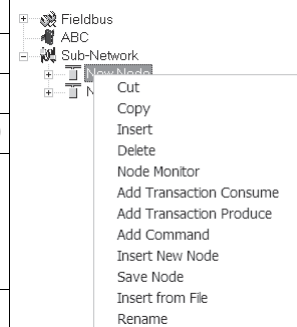 Fieldbus
ABC
Sub-Network
New Node
N
Cut
Copy
Insert
Delete
Node Monitor
Add Transaction Consume
Add Transaction Produce
Add Command
Insert New Node
Save Node
Insert from File
Rename